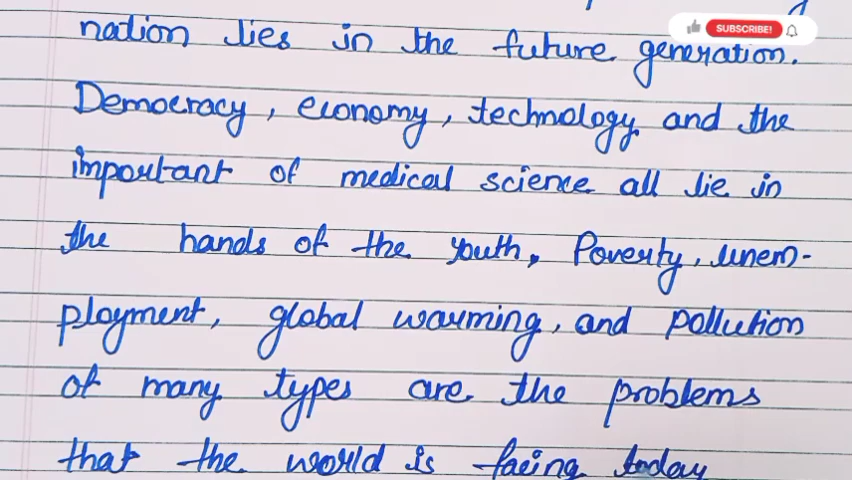 SUBSCRIBE!
nation lies in the future generation.
Democracy, economy, technology and the
important of medical science all lie in
the hands of the youth, Poverty, unem-
ployment, global warming, and pollution
of many types are the problems
that the world is facing today